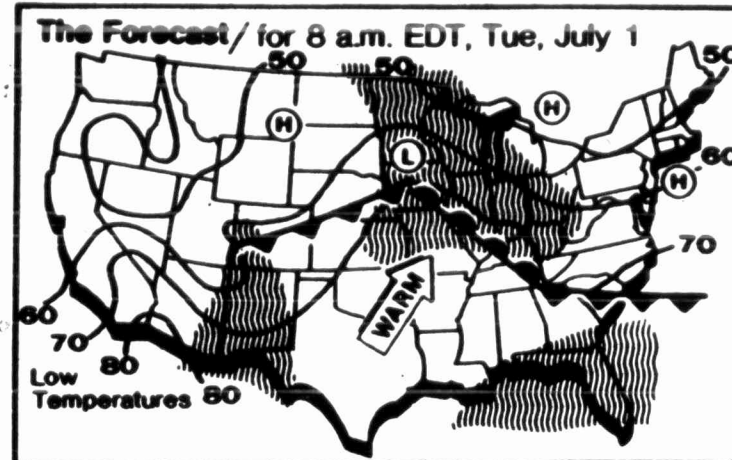 The Forecast/ for 8 a.m. EDT, Tue, July 1
50
50
50
H
H
L
60
H
70
WARM
60
70
80
80
Low
Temperatures